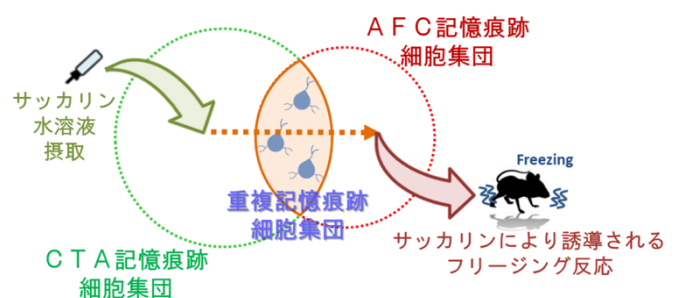 AFC記憶痕跡
細胞集団
サッカリン
水溶液
摂取
Freezing
重複記憶痕跡
細胞集団
サッカリンにより誘導される
フリージング反応
CTA記憶痕跡
細胞集団